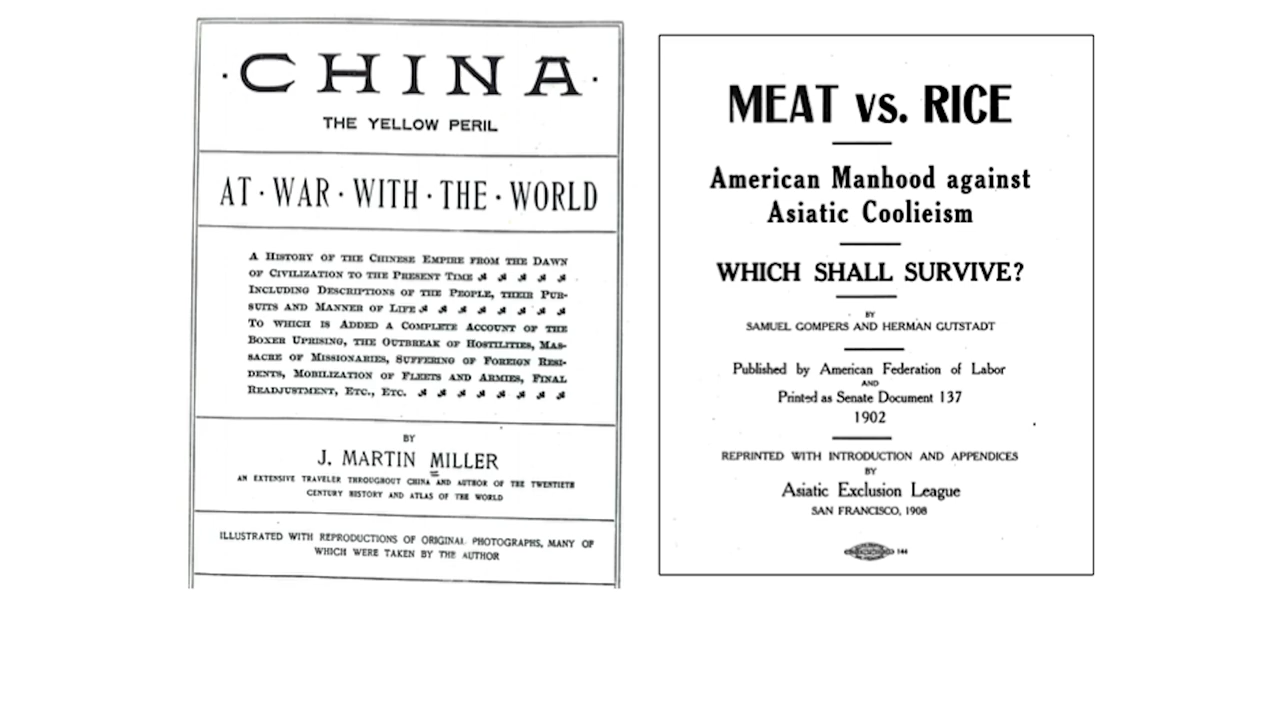 ·CHINA·
THE YELLOW PERIL
AT · WAR · WITH · THE · WORLD
A HISTORY OF THE CHINESE EMPIRE FROM THE DAWN
OF CIVILIZATION TO THE PRESENT TIME
INCLUDING DESCRIPTIONS OF THE PEOPLE, THEIR PUR-
SUITS AND MANNER OF LIFE
TO WHICH IS ADDED A COMPLETE ACCOUNT OF THE
BOXER UPRISING, THE OUTBREAK OF HOSTILITIES, MAS-
SACRE OF MISSIONARIES, SUFFERING OF FOREIGN RESI-
DENTS, MOBILIZATION OF FLEETS AND ARMIES, FINAL
READJUSTMENT, ETC., ETC.
BY
J. MARTIN MILLER
AN EXTENSIVE TRAVELER THROUGHOUT CHINA AND AUTHOR OF THE TWENTIETH
CENTURY HISTORY AND ATLAS OF THE WORLD
ILLUSTRATED WITH REPRODUCTIONS OF ORIGINAL PHOTOGRAPHS, MANY OF
WHICH WERE TAKEN BY THE AUTHOR
MEAT vs. RICE
American Manhood against
Asiatic Coolieism
WHICH SHALL SURVIVE?
BY
SAMUEL GOMPERS AND HERMAN GUTSTADT
Published by American Federation of Labor
AND
Printed as Senate Document 137
1902
REPRINTED WITH INTRODUCTION AND APPENDICES
BY
Asiatic Exclusion League
SAN FRANCISCO, 1908
144